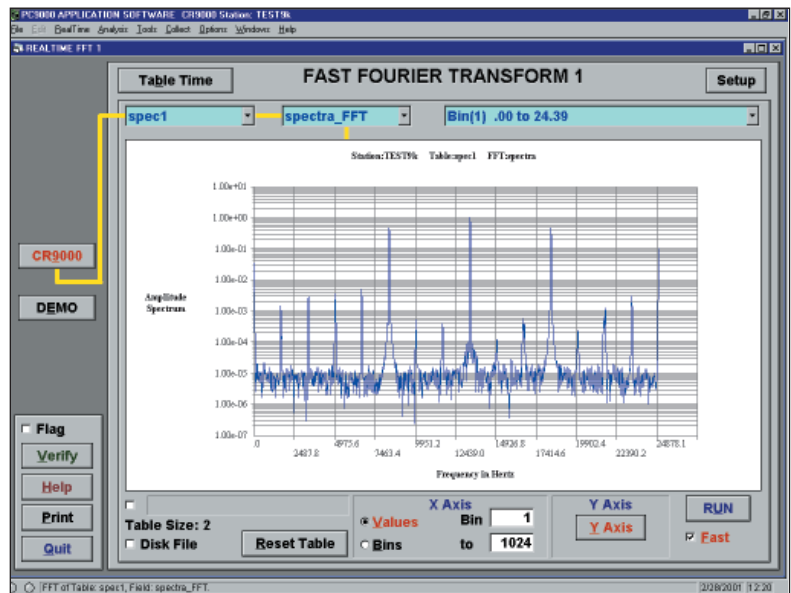 PC9000 APPLICATION SOFTWARE CR9000 Station: TEST9k
File Edit RealTime Analysis Tools Collect Options Windows Help
REALTIME FFT 1
Table Time
FAST FOURIER TRANSFORM 1
Setup
spec1
spectra_FFT
Bin(1) .00 to 24.39
Station:TEST9k Table:spec1 FFT:spectra
1.00e+01
1.00e+00
1.00e-01
1.00e-02
1.00e-03
1.00e-04
1.00e-05
1.00e-06
1.00e-07
Amplitude
Spectrum
.0 4975.6 9951.2 14926.8 19902.4 24878.1
2487.8 7463.4 12439.0 17414.6 22390.2
Frequency in Hertz
CR9000
DEMO
Flag
Verify
Help
Print
Quit
Table Size: 2
Disk File
Reset Table
X Axis
Values
Bins
Bin 1
to 1024
Y Axis
Y Axis
RUN
Fast
FFT of Table: spec1, Field: spectra_FFT.
2/28/2001 12:20